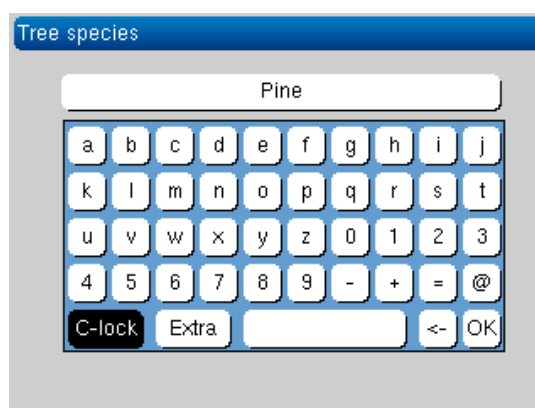 Tree species
Pine
a b c d e f g h i j
k l m n o p q r s t
u v w x y z 0 1 2 3
4 5 6 7 8 9 - + = @
C-lock Extra <- OK